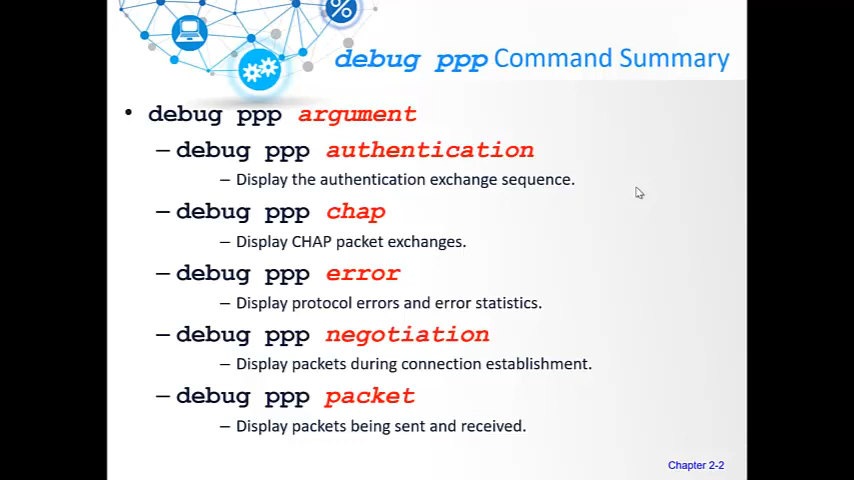 debug ppp Command Summary
• debug ppp argument
– debug ppp authentication
– Display the authentication exchange sequence.
– debug ppp chap
– Display CHAP packet exchanges.
– debug ppp error
– Display protocol errors and error statistics.
– debug ppp negotiation
– Display packets during connection establishment.
– debug ppp packet
– Display packets being sent and received.
Chapter 2-2